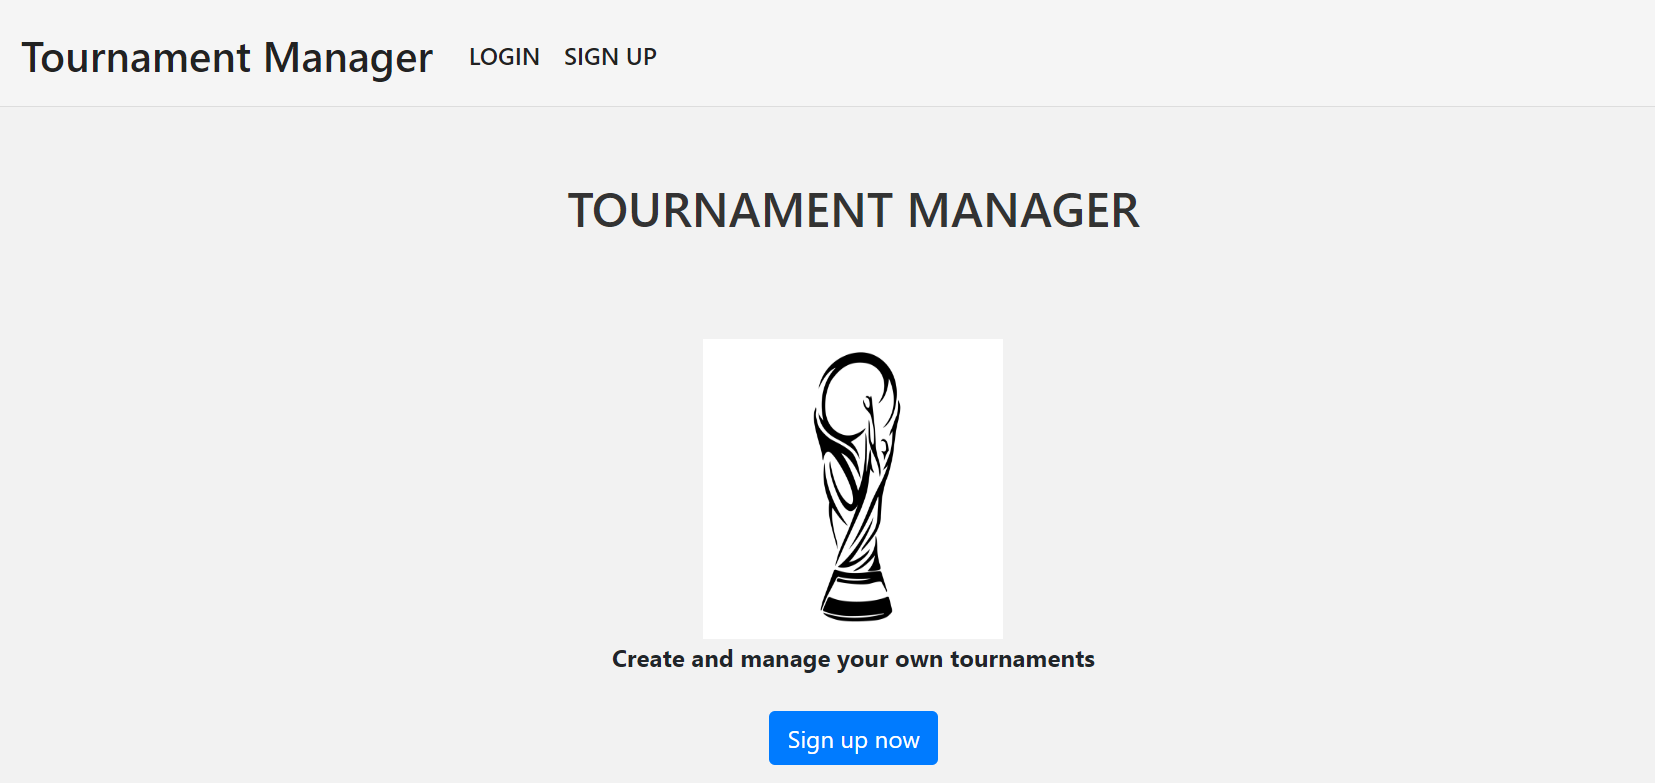 Tournament Manager LOGIN SIGN UP
TOURNAMENT MANAGER
Create and manage your own tournaments
Sign up now